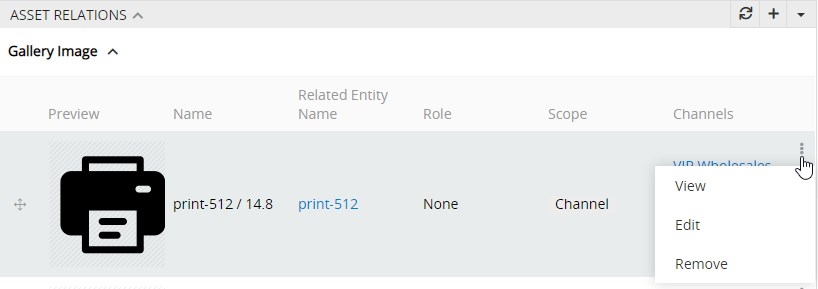 ASSET RELATIONS
Gallery Image
Preview Name Related Entity Name Role Scope Channels
print-512 / 14.8 print-512 None Channel VIP Wholesales
View
Edit
Remove